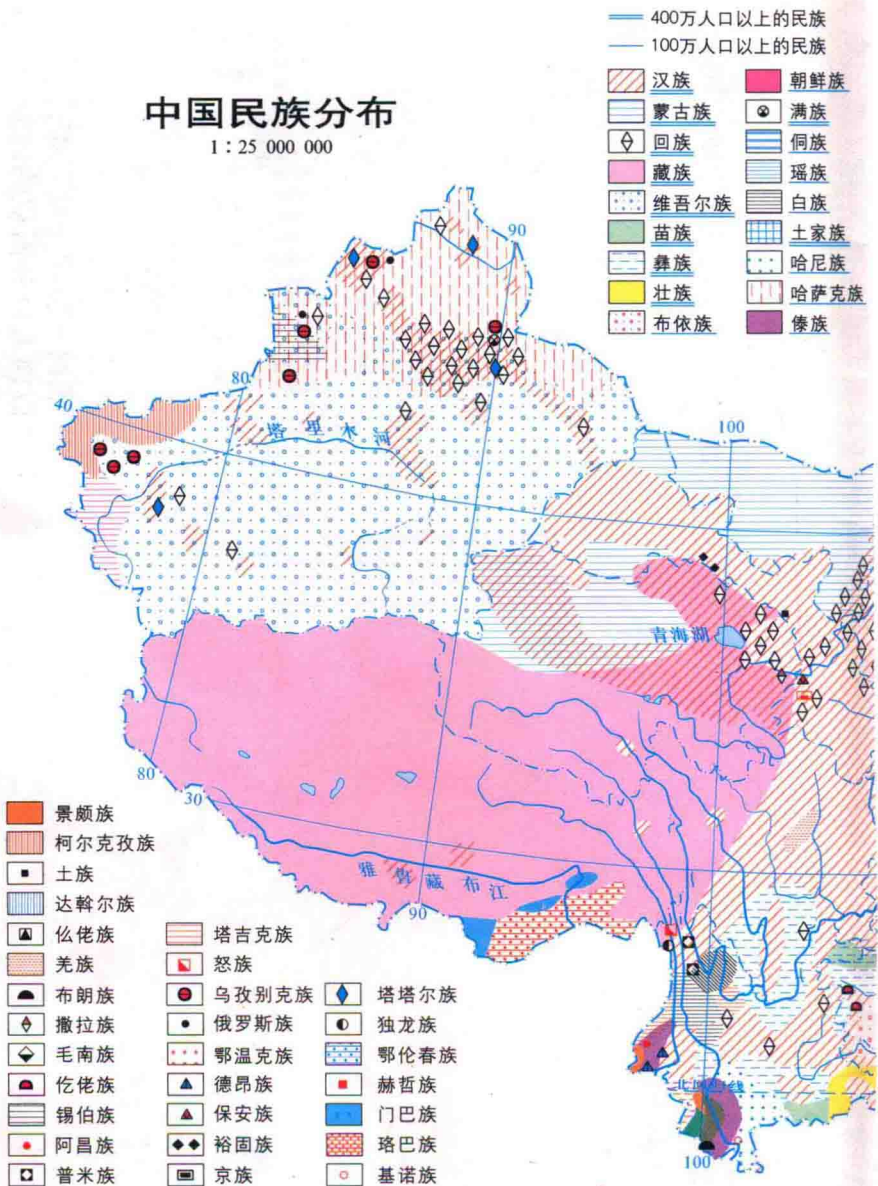 400万人口以上的民族
100万人口以上的民族
中国民族分布
1:25 000 000
汉族 朝鲜族
蒙古族 满族
回族 侗族
藏族 瑶族
维吾尔族 白族
苗族 土家族
彝族 哈尼族
壮族 哈萨克族
布依族 傣族
90
80
40
塔里木河
100
青海湖
80
30
雅鲁藏布江
90
北回归线
100
景颇族
柯尔克孜族
土族
达斡尔族
仫佬族 塔吉克族
羌族 怒族
布朗族 乌孜别克族 塔塔尔族
撒拉族 俄罗斯族 独龙族
毛南族 鄂温克族 鄂伦春族
仡佬族 德昂族 赫哲族
锡伯族 保安族 门巴族
阿昌族 裕固族 珞巴族
普米族 京族 基诺族